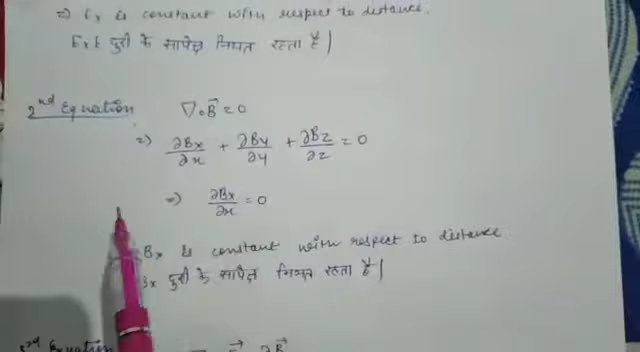 ⇒) Ex is constant with respect to distance.
Ex दूरी के सापेक्ष नियत रहता है |
2nd Equation ∇∘B⃗ = 0
⇒) ∂Bx/∂x + ∂By/∂y + ∂Bz/∂z = 0
⇒) ∂Bx/∂x = 0
Bx is constant with respect to distance
Bx दूरी के सापेक्ष नियत रहता है |
Equation